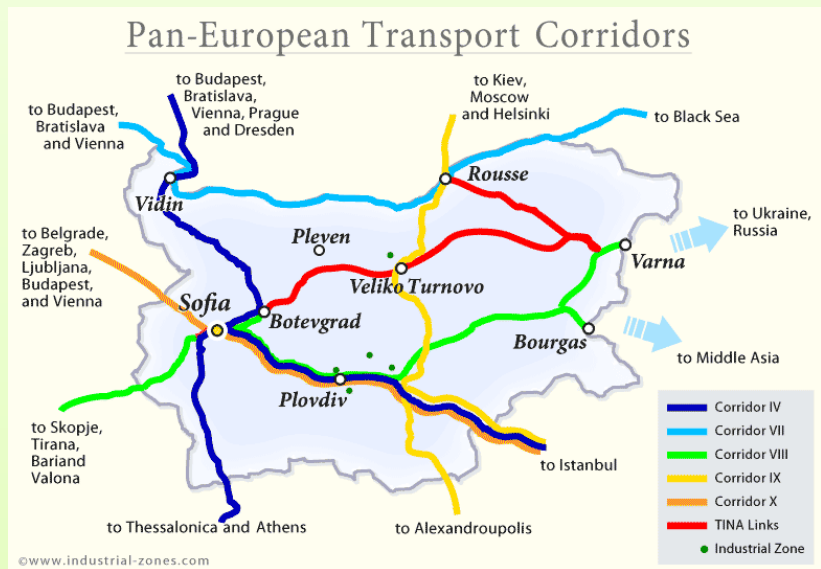 Pan-European Transport Corridors
to Budapest,
Bratislava,
Vienna, Prague
and Dresden
to Kiev,
Moscow
and Helsinki
to Budapest,
Bratislava
and Vienna
to Black Sea
Rousse
Vidin
to Ukraine,
Russia
to Belgrade,
Zagreb,
Ljubljana,
Budapest,
and Vienna
Pleven
Varna
Veliko Turnovo
Sofia
Botevgrad
Bourgas
to Middle Asia
Plovdiv
to Skopje,
Tirana,
Bariand
Valona
to Istanbul
to Thessalonica and Athens
to Alexandroupolis
Corridor IV
Corridor VII
Corridor VIII
Corridor IX
Corridor X
TINA Links
Industrial Zone
©www.industrial-zones.com